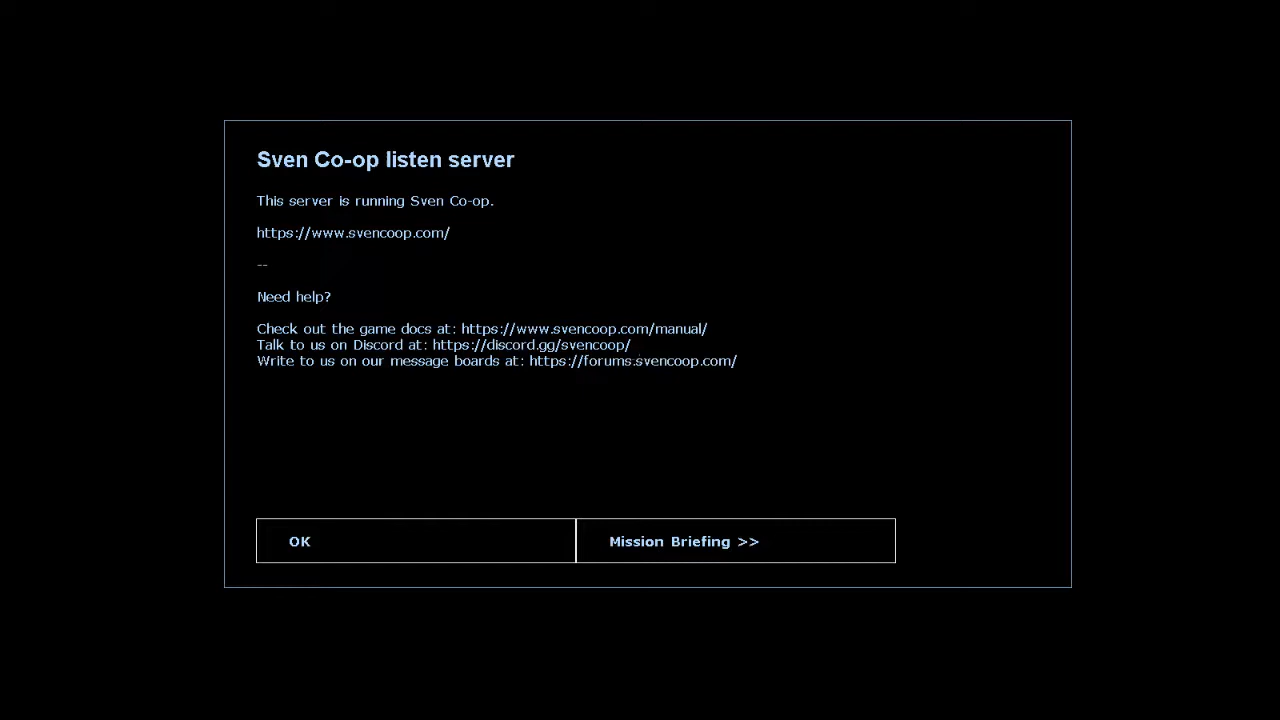 Sven Co-op listen server
This server is running Sven Co-op.
https://www.svencoop.com/
--
Need help?
Check out the game docs at: https://www.svencoop.com/manual/
Talk to us on Discord at: https://discord.gg/svencoop/
Write to us on our message boards at: https://forums.svencoop.com/
OK
Mission Briefing >>